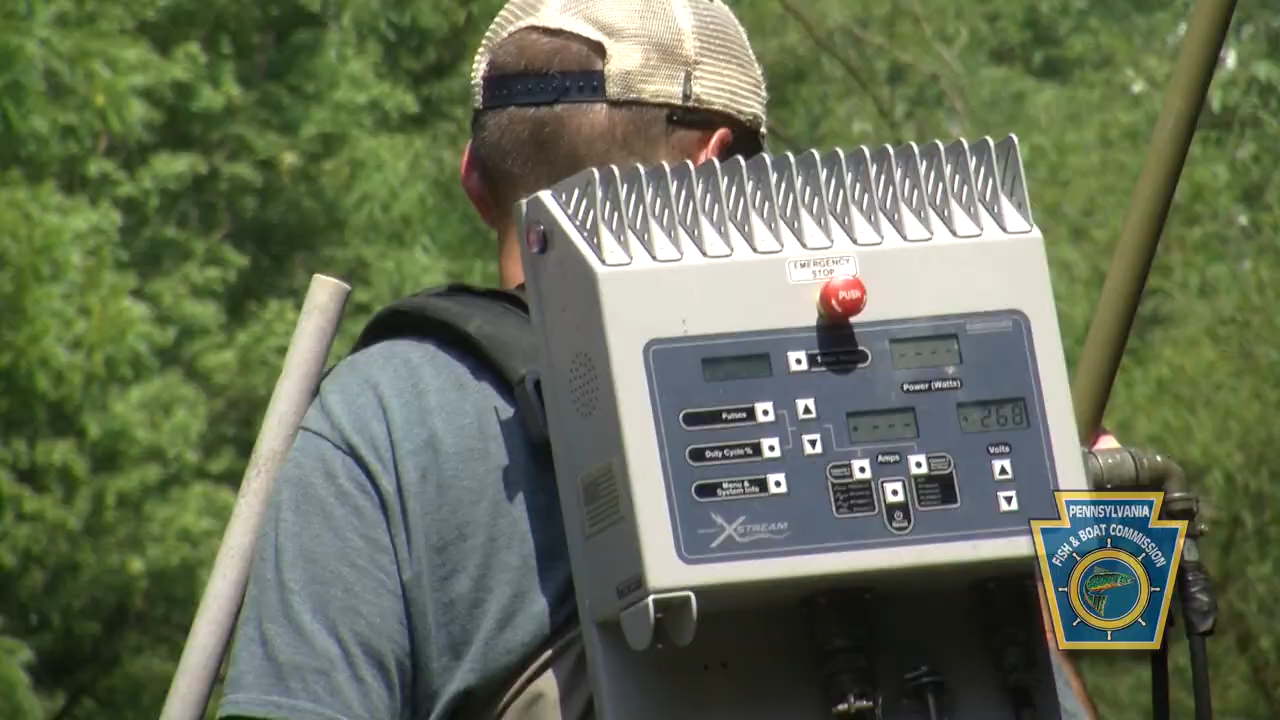 EMERGENCY
STOP
PUSH
- - - -
Power (Watts)
Pulses
Duty Cycle %
Menu &
System Info
- - - -
268
Amps
Volts
Reset
XSTREAM
PENNSYLVANIA
FISH & BOAT COMMISSION